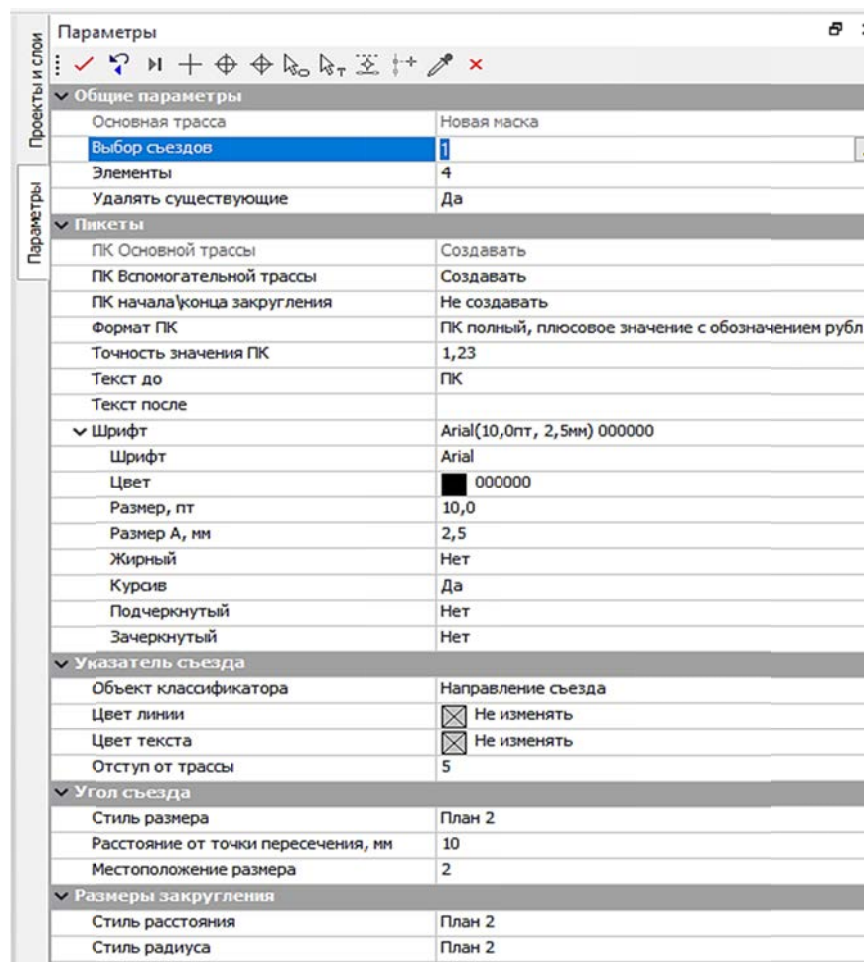 Параметры
Проекты и слои
Параметры
Общие параметры
Основная трасса Новая маска
Выбор съездов 1
Элементы 4
Удалять существующие Да
Пикеты
ПК Основной трассы Создавать
ПК Вспомогательной трассы Создавать
ПК начала\конца закругления Не создавать
Формат ПК ПК полный, плюсовое значение с обозначением рубл
Точность значения ПК 1,23
Текст до ПК
Текст после
Шрифт Arial(10,0пт, 2,5мм) 000000
Шрифт Arial
Цвет 000000
Размер, пт 10,0
Размер А, мм 2,5
Жирный Нет
Курсив Да
Подчеркнутый Нет
Зачеркнутый Нет
Указатель съезда
Объект классификатора Направление съезда
Цвет линии Не изменять
Цвет текста Не изменять
Отступ от трассы 5
Угол съезда
Стиль размера План 2
Расстояние от точки пересечения, мм 10
Местоположение размера 2
Размеры закругления
Стиль расстояния План 2
Стиль радиуса План 2